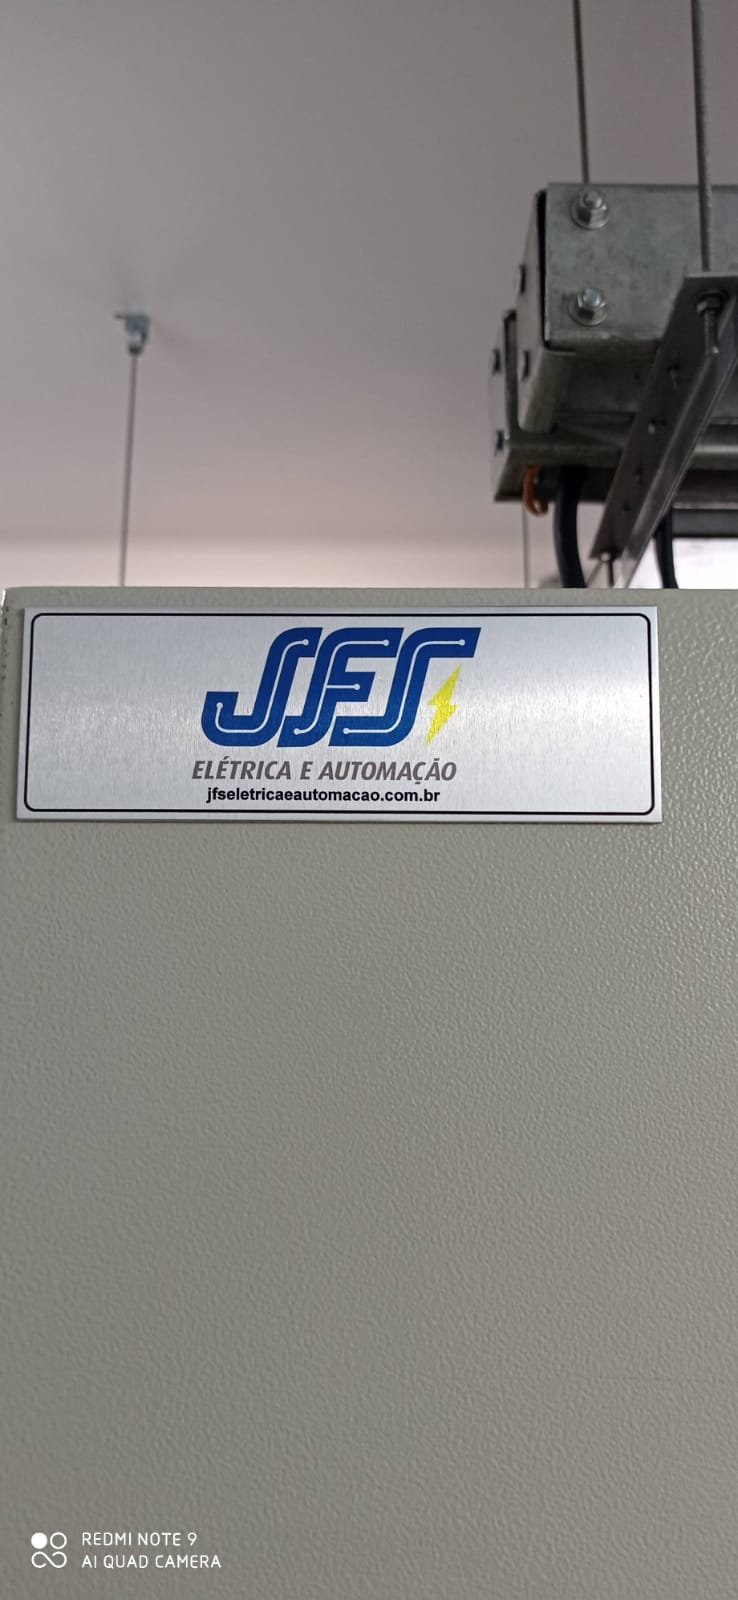 JFS
ELÉTRICA E AUTOMAÇÃO
jfseletricaeautomacao.com.br
REDMI NOTE 9
AI QUAD CAMERA